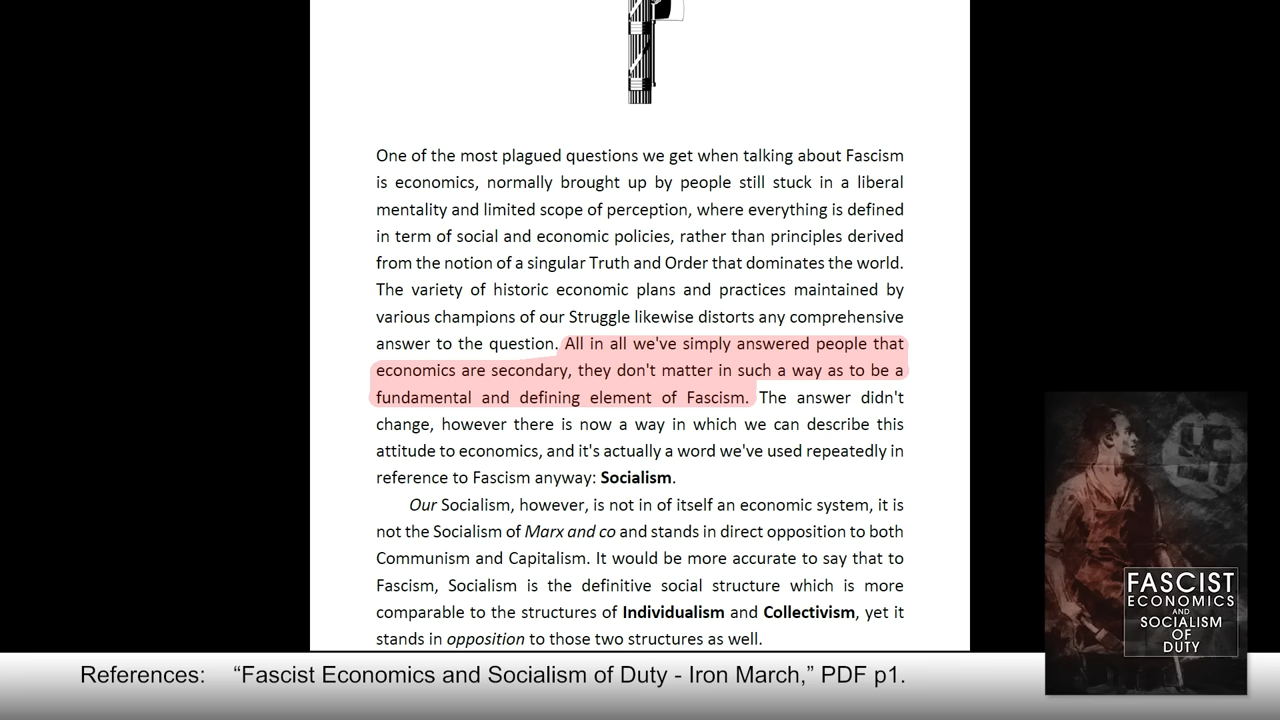 One of the most plagued questions we get when talking about Fascism
is economics, normally brought up by people still stuck in a liberal
mentality and limited scope of perception, where everything is defined
in term of social and economic policies, rather than principles derived
from the notion of a singular Truth and Order that dominates the world.
The variety of historic economic plans and practices maintained by
various champions of our Struggle likewise distorts any comprehensive
answer to the question. All in all we've simply answered people that
economics are secondary, they don't matter in such a way as to be a
fundamental and defining element of Fascism. The answer didn't
change, however there is now a way in which we can describe this
attitude to economics, and it's actually a word we've used repeatedly in
reference to Fascism anyway: Socialism.
Our Socialism, however, is not in of itself an economic system, it is
not the Socialism of Marx and co and stands in direct opposition to both
Communism and Capitalism. It would be more accurate to say that to
Fascism, Socialism is the definitive social structure which is more
comparable to the structures of Individualism and Collectivism, yet it
stands in opposition to those two structures as well.
FASCIST
ECONOMICS
AND
SOCIALISM
OF
DUTY
References: “Fascist Economics and Socialism of Duty - Iron March,” PDF p1.